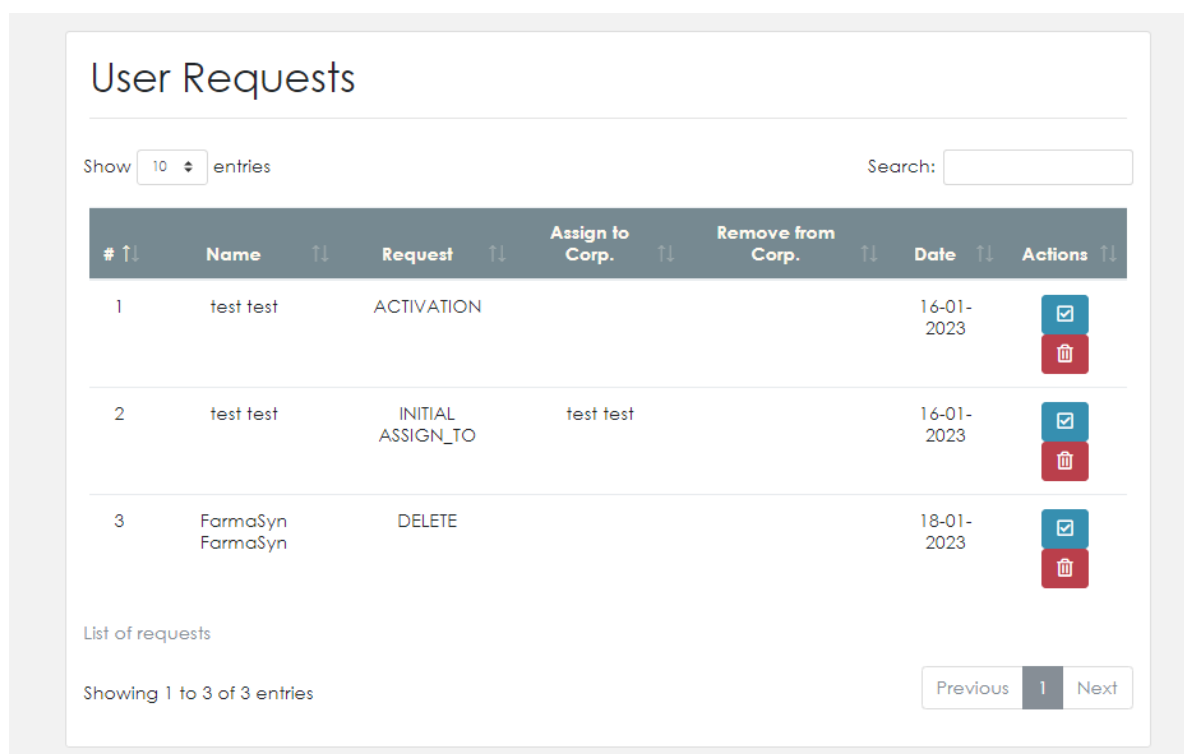 User Requests
Show 10 entries
Search:
# Name Request Assign to Corp. Remove from Corp. Date Actions
1 test test ACTIVATION 16-01-2023
2 test test INITIAL ASSIGN_TO test test 16-01-2023
3 FarmaSyn FarmaSyn DELETE 18-01-2023
List of requests
Showing 1 to 3 of 3 entries
Previous 1 Next